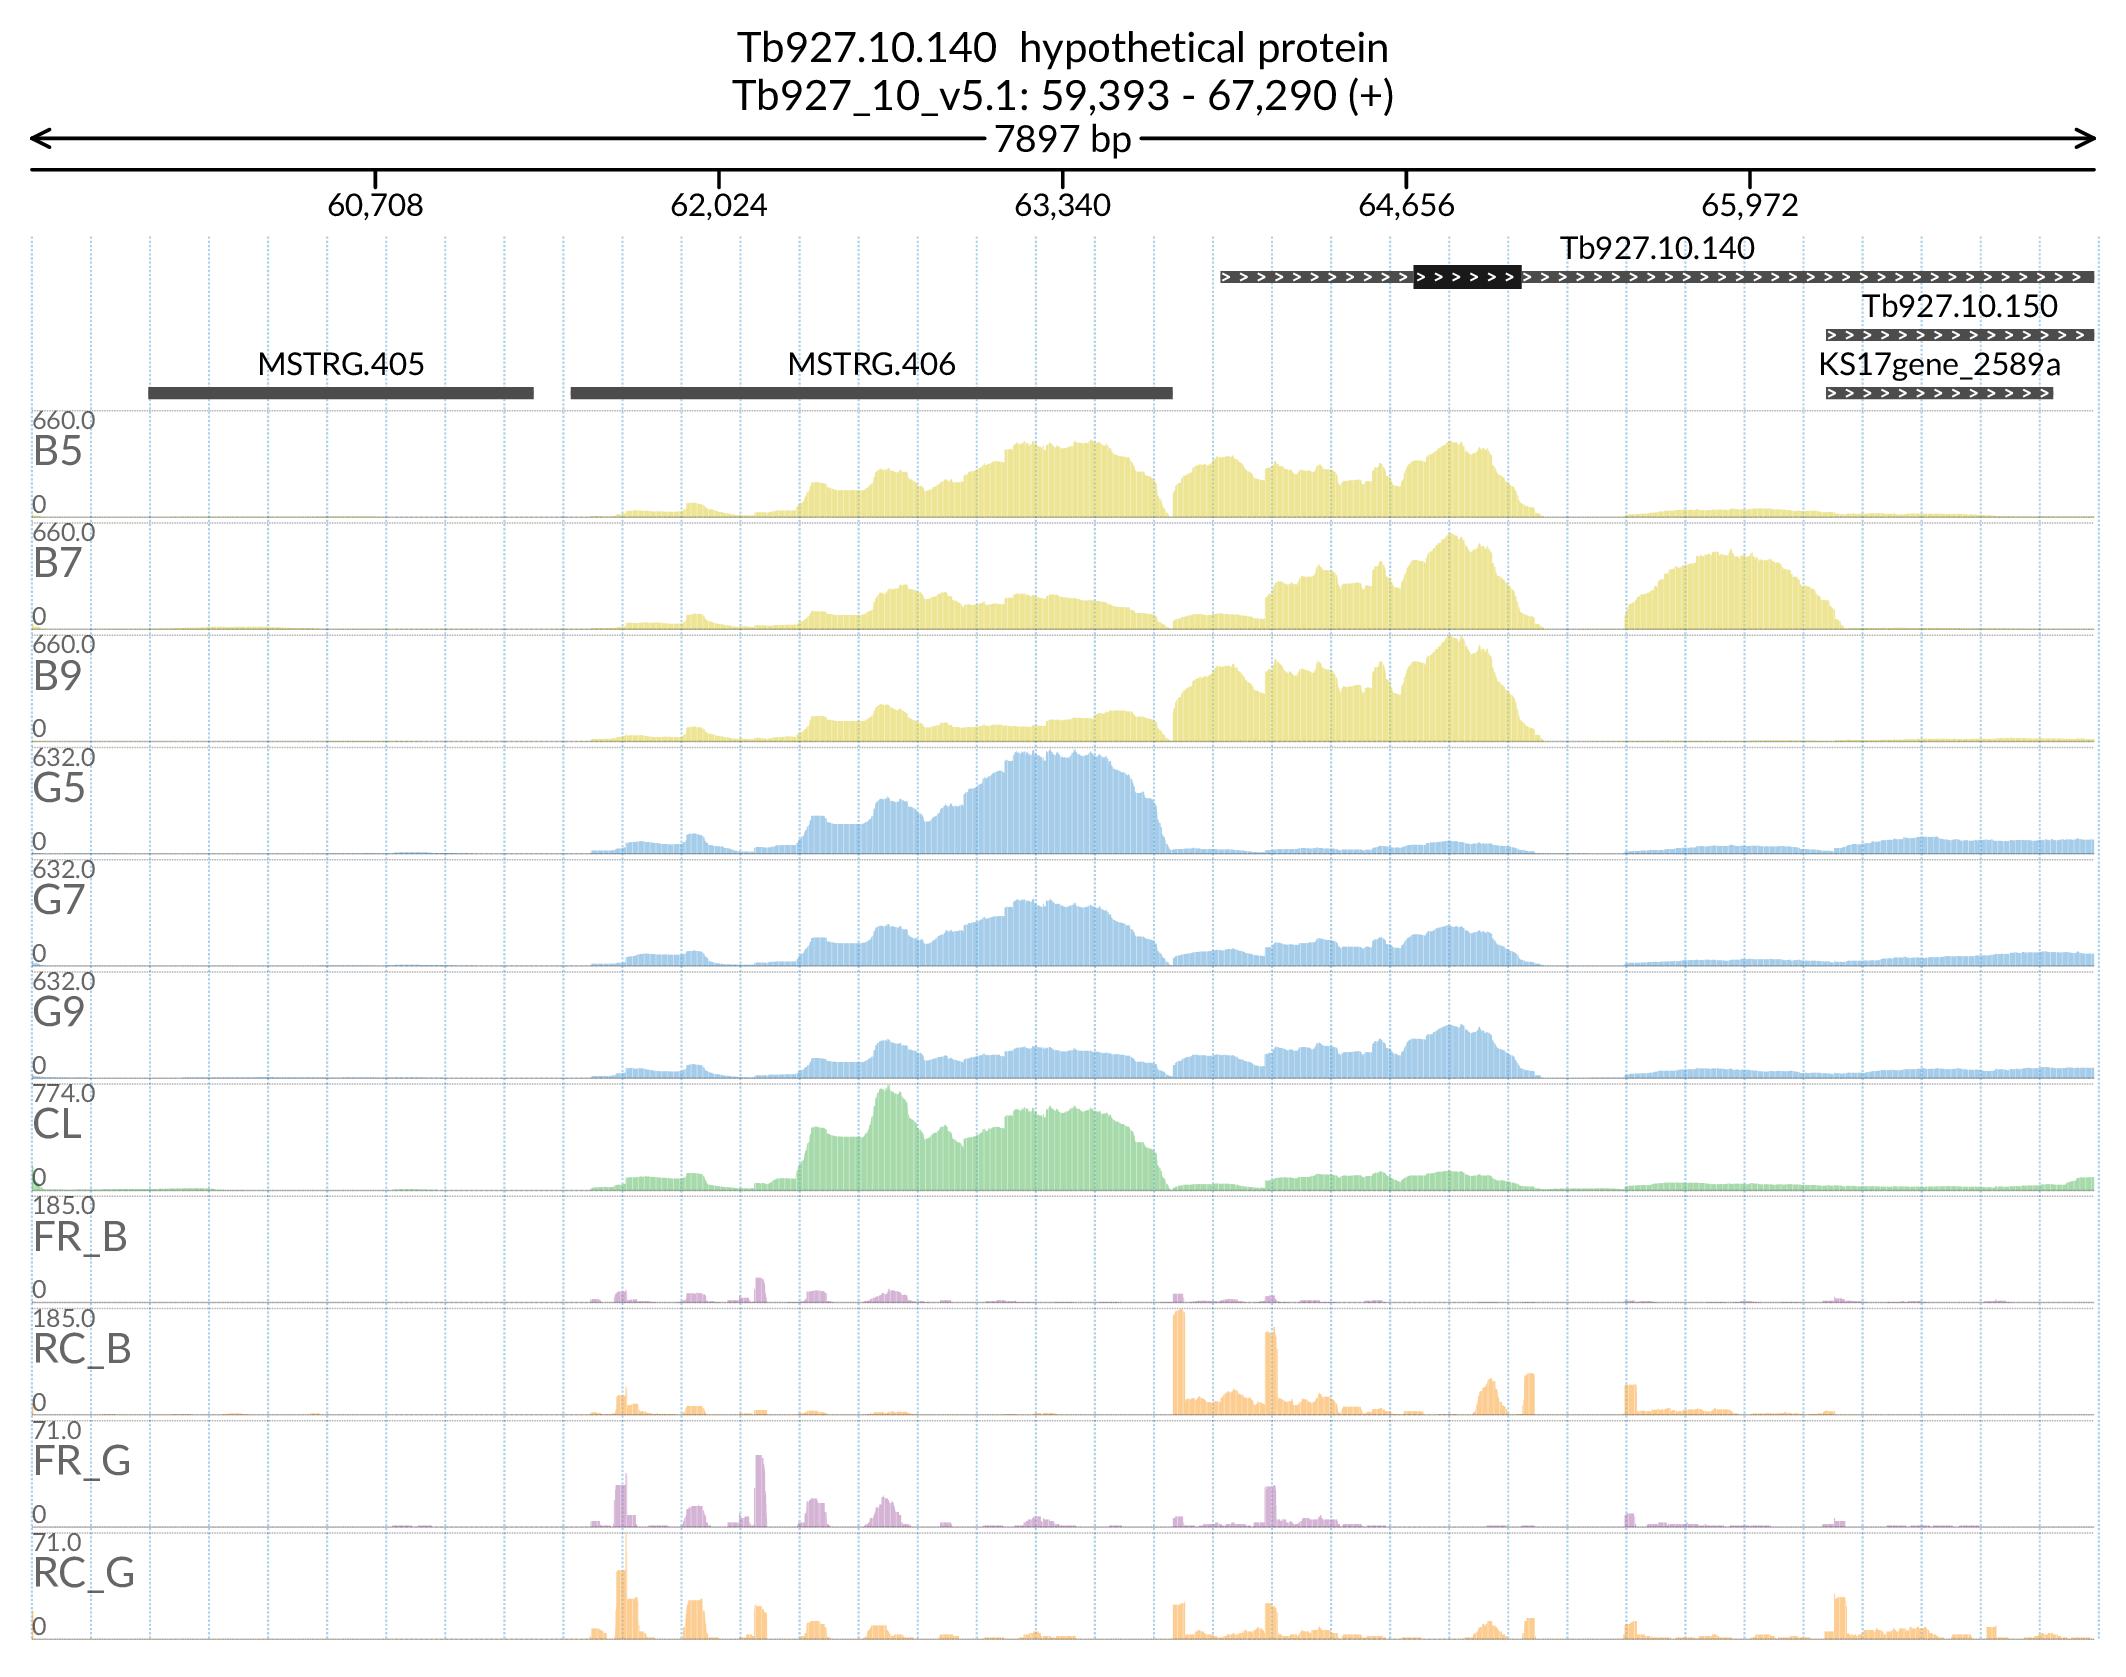 Tb927.10.140  hypothetical protein
Tb927_10_v5.1: 59,393 - 67,290 (+)
7897 bp
60,708 62,024 63,340 64,656 65,972
Tb927.10.140
Tb927.10.150
MSTRG.405 MSTRG.406 KS17gene_2589a
660.0
B5
0
660.0
B7
0
660.0
B9
0
632.0
G5
0
632.0
G7
0
632.0
G9
0
774.0
CL
0
185.0
FR_B
0
185.0
RC_B
0
71.0
FR_G
0
71.0
RC_G
0